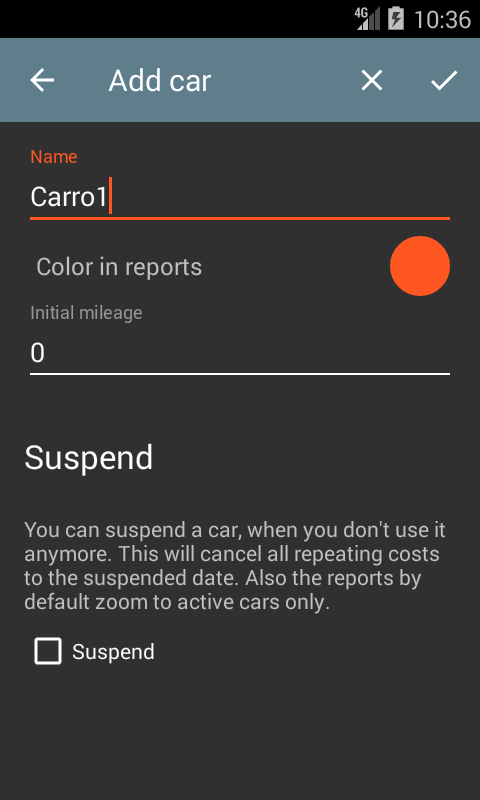 4G 10:36
Add car
Name
Carro1
Color in reports
Initial mileage
0
Suspend
You can suspend a car, when you don't use it
anymore. This will cancel all repeating costs
to the suspended date. Also the reports by
default zoom to active cars only.
Suspend